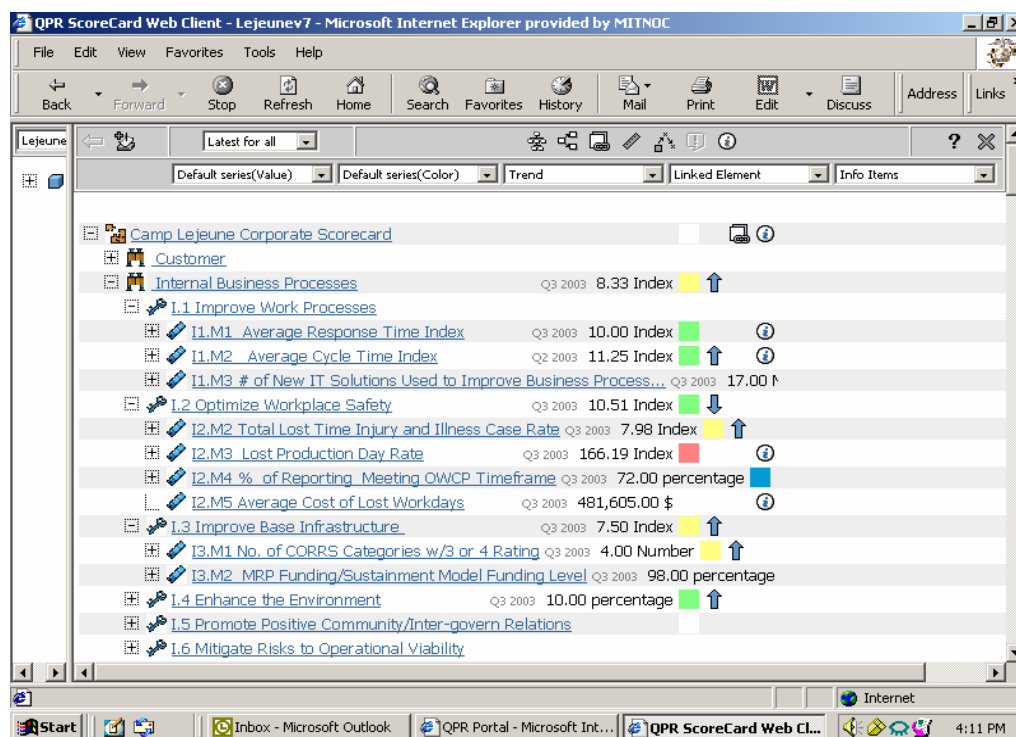 QPR ScoreCard Web Client - Lejeunev7 - Microsoft Internet Explorer provided by MITNOC
File Edit View Favorites Tools Help
Back Forward Stop Refresh Home Search Favorites History Mail Print Edit Discuss Address Links
Lejeune Latest for all ?
Default series(Value) Default series(Color) Trend Linked Element Info Items
Camp Lejeune Corporate Scorecard
Customer
Internal Business Processes Q3 2003 8.33 Index
I.1 Improve Work Processes
I1.M1 Average Response Time Index Q3 2003 10.00 Index
I1.M2 Average Cycle Time Index Q2 2003 11.25 Index
I1.M3 # of New IT Solutions Used to Improve Business Process... Q3 2003 17.00
I.2 Optimize Workplace Safety Q3 2003 10.51 Index
I2.M2 Total Lost Time Injury and Illness Case Rate Q3 2003 7.98 Index
I2.M3 Lost Production Day Rate Q3 2003 166.19 Index
I2.M4 % of Reporting Meeting OWCP Timeframe Q3 2003 72.00 percentage
I2.M5 Average Cost of Lost Workdays Q3 2003 481,605.00 $
I.3 Improve Base Infrastructure Q3 2003 7.50 Index
I3.M1 No. of CORRS Categories w/3 or 4 Rating Q3 2003 4.00 Number
I3.M2 MRP Funding/Sustainment Model Funding Level Q3 2003 98.00 percentage
I.4 Enhance the Environment Q3 2003 10.00 percentage
I.5 Promote Positive Community/Inter-govern Relations
I.6 Mitigate Risks to Operational Viability
Internet
Start Inbox - Microsoft Outlook QPR Portal - Microsoft Int... QPR ScoreCard Web Cl... 4:11 PM